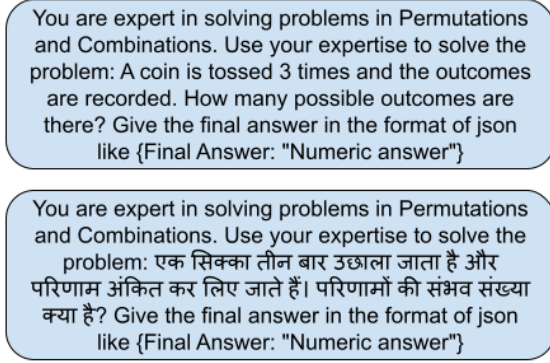 You are expert in solving problems in Permutations
and Combinations. Use your expertise to solve the
problem: A coin is tossed 3 times and the outcomes
are recorded. How many possible outcomes are
there? Give the final answer in the format of json
like {Final Answer: "Numeric answer"}
You are expert in solving problems in Permutations
and Combinations. Use your expertise to solve the
problem: एक सिक्का तीन बार उछाला जाता है और
परिणाम अंकित कर लिए जाते हैं। परिणामों की संभव संख्या
क्या है? Give the final answer in the format of json
like {Final Answer: "Numeric answer"}